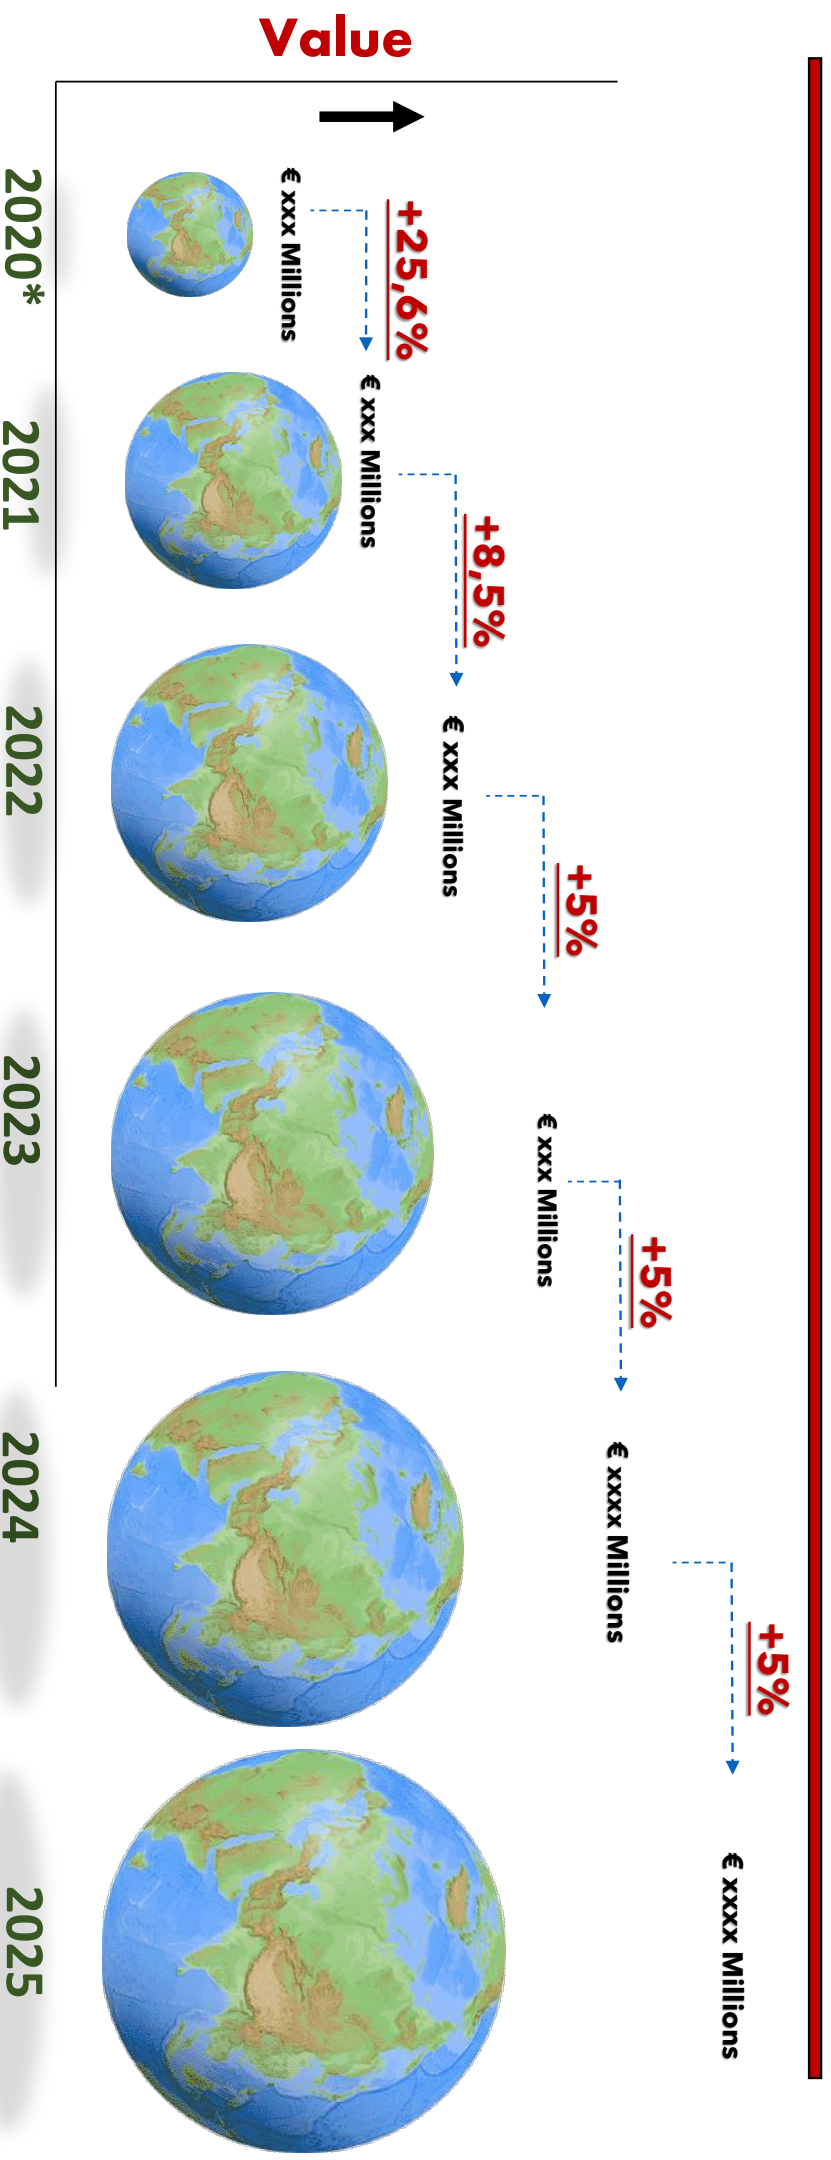 Value
+25,6%
+8,5%
+5%
+5%
+5%
€ xxx Millions
€ xxx Millions
€ xxx Millions
€ xxx Millions
€ xxxx Millions
€ xxxx Millions
2020*
2021
2022
2023
2024
2025